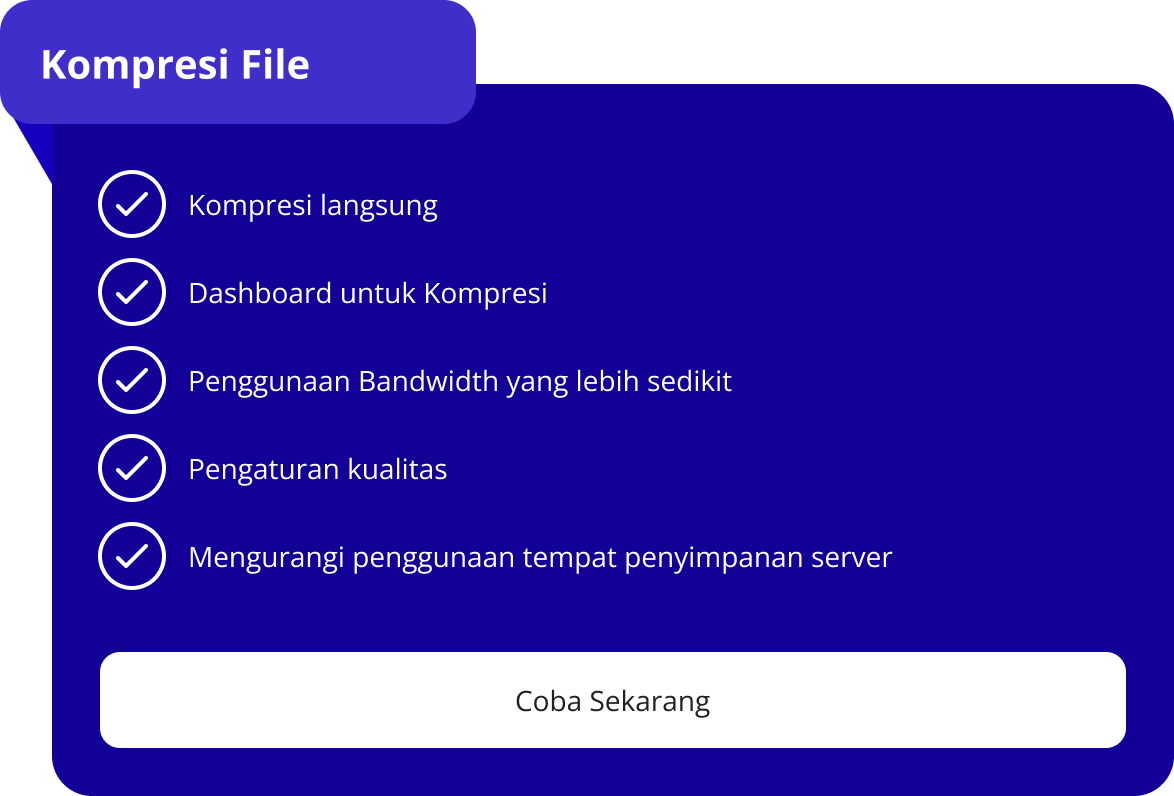 Kompresi File
Kompresi langsung
Dashboard untuk Kompresi
Penggunaan Bandwidth yang lebih sedikit
Pengaturan kualitas
Mengurangi penggunaan tempat penyimpanan server
Coba Sekarang